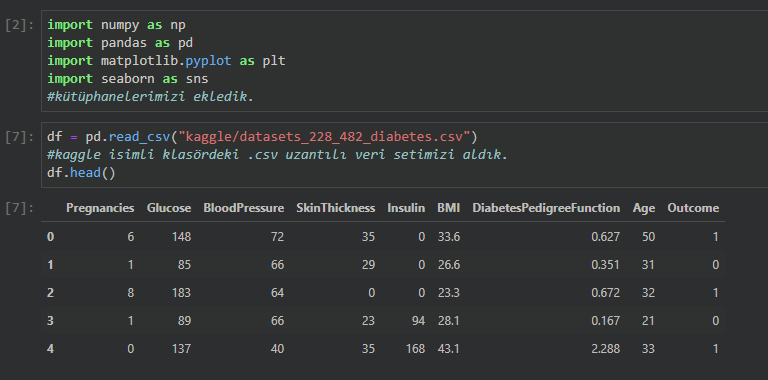 [2]: import numpy as np
import pandas as pd
import matplotlib.pyplot as plt
import seaborn as sns
#kütüphanelerimizi ekledik.
[7]: df = pd.read_csv("kaggle/datasets_228_482_diabetes.csv")
#kaggle isimli klasördeki .csv uzantılı veri setimizi aldık.
df.head()
[7]: Pregnancies Glucose BloodPressure SkinThickness Insulin BMI DiabetesPedigreeFunction Age Outcome
0 6 148 72 35 0 33.6 0.627 50 1
1 1 85 66 29 0 26.6 0.351 31 0
2 8 183 64 0 0 23.3 0.672 32 1
3 1 89 66 23 94 28.1 0.167 21 0
4 0 137 40 35 168 43.1 2.288 33 1